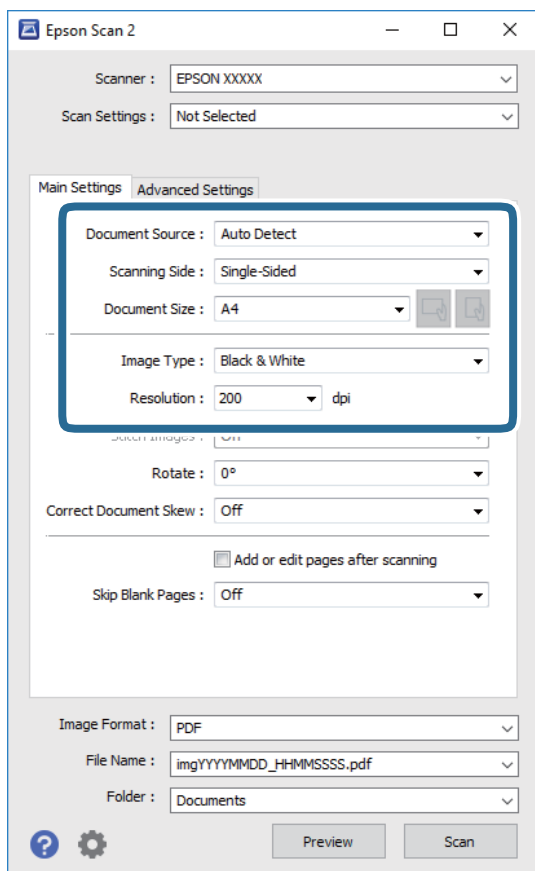 Epson Scan 2
Scanner : EPSON XXXXX
Scan Settings : Not Selected
Main Settings Advanced Settings
Document Source : Auto Detect
Scanning Side : Single-Sided
Document Size : A4
Image Type : Black & White
Resolution : 200 dpi
Images :
Rotate : 0°
Correct Document Skew : Off
Add or edit pages after scanning
Skip Blank Pages : Off
Image Format : PDF
File Name : imgYYYYMMDD_HHMMSSSS.pdf
Folder : Documents
? Preview Scan